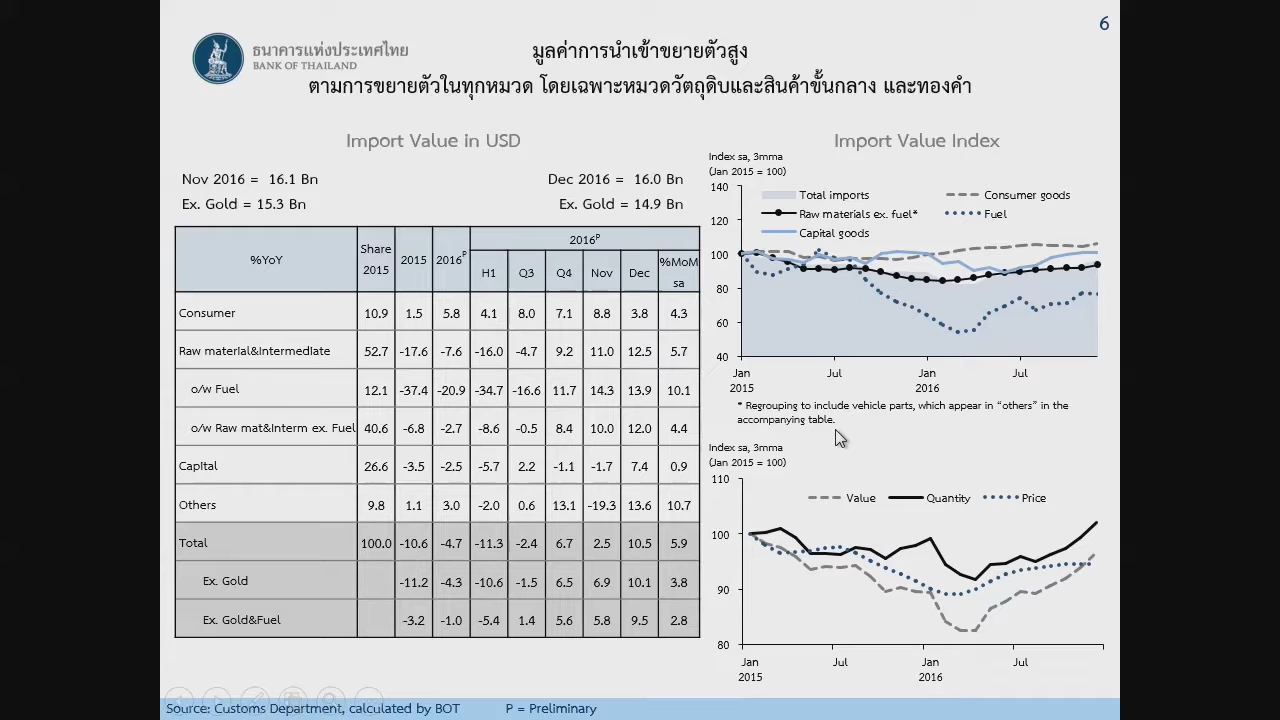 6
ธนาคารแห่งประเทศไทย
BANK OF THAILAND
มูลค่าการนำเข้าขยายตัวสูง
ตามการขยายตัวในทุกหมวด โดยเฉพาะหมวดวัตถุดิบและสินค้าขั้นกลาง และทองคำ
Import Value in USD
Nov 2016 = 16.1 Bn Dec 2016 = 16.0 Bn
Ex. Gold = 15.3 Bn Ex. Gold = 14.9 Bn
%YoY Share 2015 2015 2016P 2016P
H1 Q3 Q4 Nov Dec %MoM sa
Consumer 10.9 1.5 5.8 4.1 8.0 7.1 8.8 3.8 4.3
Raw material&Intermediate 52.7 -17.6 -7.6 -16.0 -4.7 9.2 11.0 12.5 5.7
o/w Fuel 12.1 -37.4 -20.9 -34.7 -16.6 11.7 14.3 13.9 10.1
o/w Raw mat&Interm ex. Fuel 40.6 -6.8 -2.7 -8.6 -0.5 8.4 10.0 12.0 4.4
Capital 26.6 -3.5 -2.5 -5.7 2.2 -1.1 -1.7 7.4 0.9
Others 9.8 1.1 3.0 -2.0 0.6 13.1 -19.3 13.6 10.7
Total 100.0 -10.6 -4.7 -11.3 -2.4 6.7 2.5 10.5 5.9
Ex. Gold -11.2 -4.3 -10.6 -1.5 6.5 6.9 10.1 3.8
Ex. Gold&Fuel -3.2 -1.0 -5.4 1.4 5.6 5.8 9.5 2.8
Import Value Index
Index sa, 3mma
(Jan 2015 = 100)
140
120
100
80
60
40
Total imports Consumer goods
Raw materials ex. fuel* Fuel
Capital goods
Jan Jul Jan Jul
2015 2016
* Regrouping to include vehicle parts, which appear in “others” in the
accompanying table.
Index sa, 3mma
(Jan 2015 = 100)
110
100
90
80
Value Quantity Price
Jan Jul Jan Jul
2015 2016
Source: Customs Department, calculated by BOT P = Preliminary